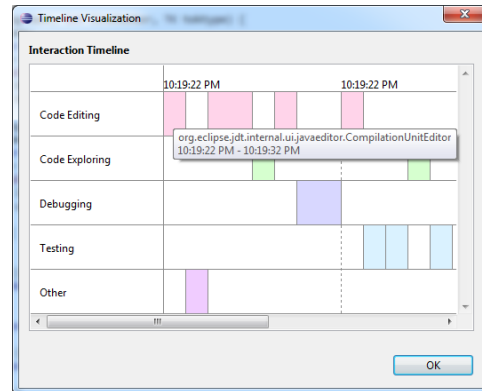 Timeline Visualization
Interaction Timeline
10:19:22 PM 10:19:22 PM
Code Editing
org.eclipse.jdt.internal.ui.javaeditor.CompilationUnitEditor
10:19:22 PM - 10:19:32 PM
Code Exploring
Debugging
Testing
Other
OK